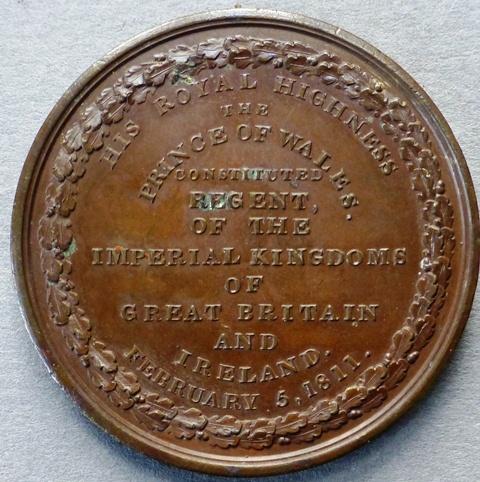 HIS ROYAL HIGHNESS
THE
PRINCE OF WALES.
CONSTITUTED
REGENT,
OF THE
IMPERIAL KINGDOMS
OF
GREAT BRITAIN
AND
IRELAND.
FEBRUARY 5, 1811.